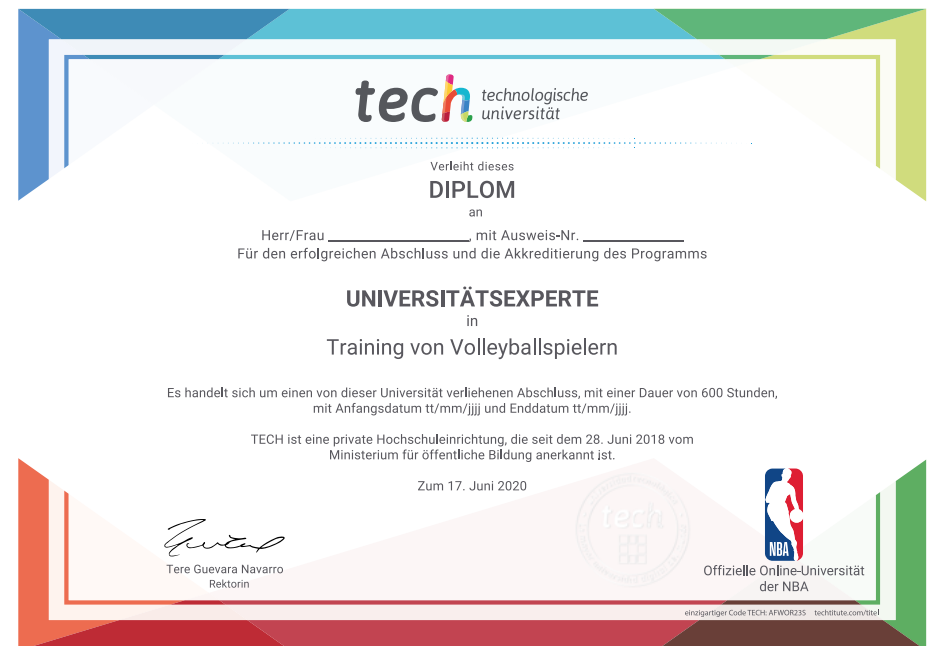 tech technologische
universität
Verleiht dieses
DIPLOM
an
Herr/Frau ____________, mit Ausweis-Nr. ____________
Für den erfolgreichen Abschluss und die Akkreditierung des Programms
UNIVERSITÄTSEXPERTE
in
Training von Volleyballspielern
Es handelt sich um einen von dieser Universität verliehenen Abschluss, mit einer Dauer von 600 Stunden,
mit Anfangsdatum tt/mm/jjjj und Enddatum tt/mm/jjjj.
TECH ist eine private Hochschuleinrichtung, die seit dem 28. Juni 2018 vom
Ministerium für öffentliche Bildung anerkannt ist.
Zum 17. Juni 2020
tech
NBA
Tere Guevara Navarro
Rektorin
Offizielle Online-Universität
der NBA
einzigartiger Code TECH: AFWOR23S techtitute.com/titel